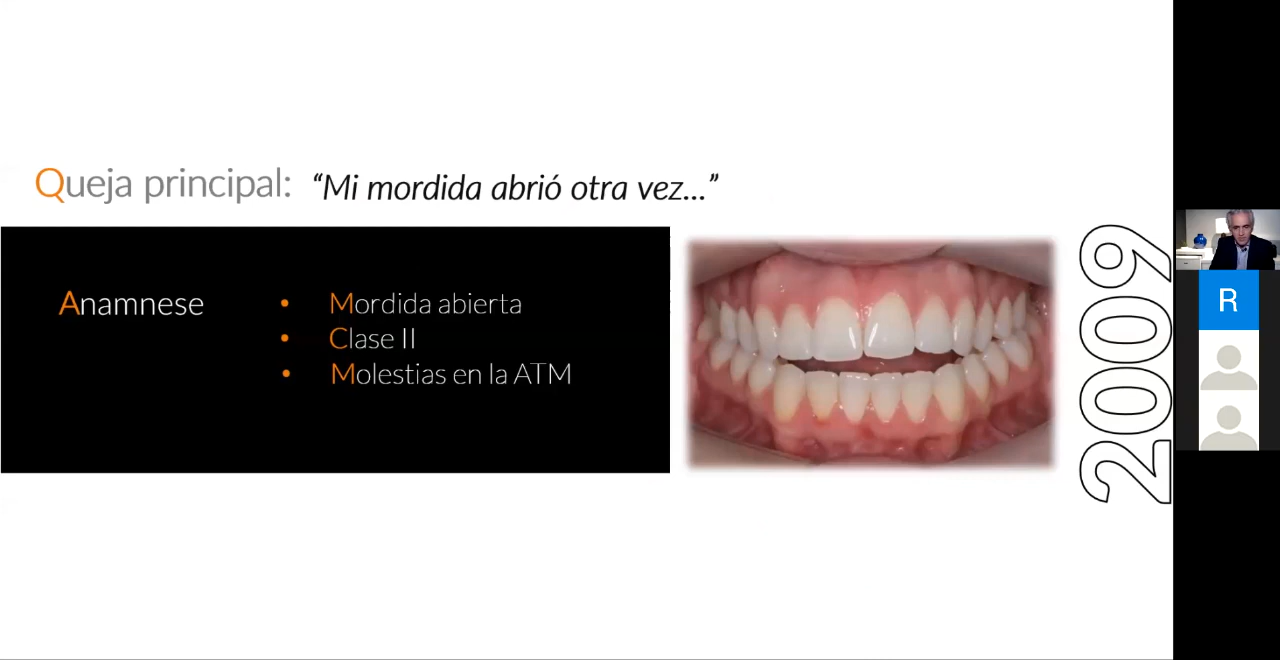 Queja principal: “Mi mordida abrió otra vez...”
Anamnese
• Mordida abierta
• Clase II
• Molestias en la ATM
2009
R